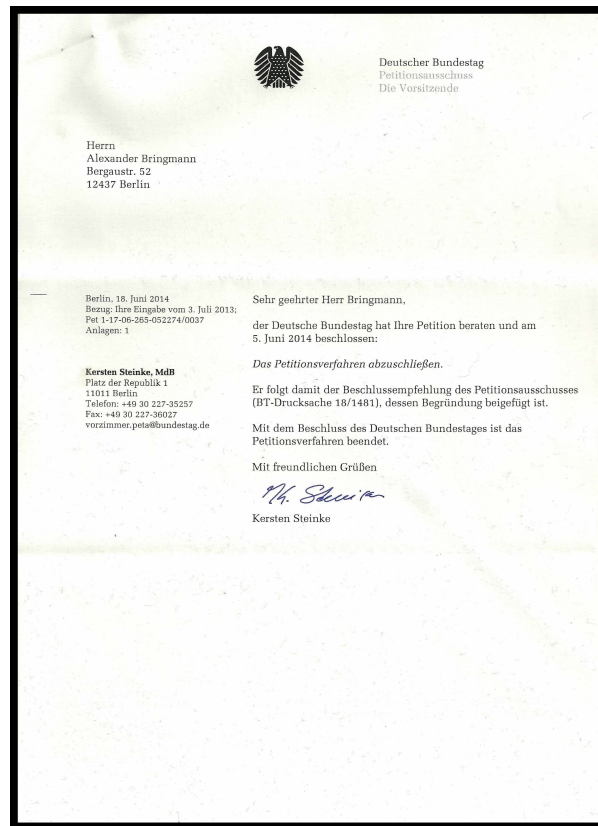 Deutscher Bundestag
Petitionsausschuss
Die Vorsitzende
Herrn
Alexander Bringmann
Bergaustr. 52
12437 Berlin
Berlin, 18. Juni 2014
Bezug: Ihre Eingabe vom 3. Juli 2013;
Pet 1-17-06-265-052274/0037
Anlagen: 1
Kersten Steinke, MdB
Platz der Republik 1
11011 Berlin
Telefon: +49 30 227-35257
Fax: +49 30 227-36027
vorzimmer.peta@bundestag.de
Sehr geehrter Herr Bringmann,
der Deutsche Bundestag hat Ihre Petition beraten und am
5. Juni 2014 beschlossen:
Das Petitionsverfahren abzuschließen.
Er folgt damit der Beschlussempfehlung des Petitionsausschusses
(BT-Drucksache 18/1481), dessen Begründung beigefügt ist.
Mit dem Beschluss des Deutschen Bundestages ist das
Petitionsverfahren beendet.
Mit freundlichen Grüßen
K. Steinke
Kersten Steinke